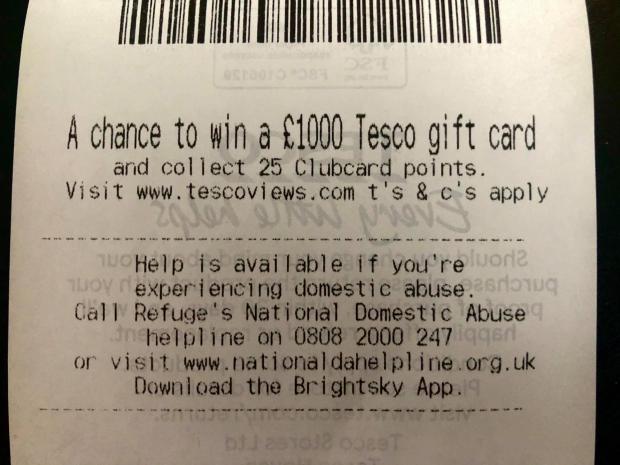 A chance to win a £1000 Tesco gift card
and collect 25 Clubcard points.
Visit www.tescoviews.com t's & c's apply
Help is available if you're
experiencing domestic abuse.
Call Refuge's National Domestic Abuse
helpline on 0808 2000 247
or visit www.nationaldahelpline.org.uk
Download the Brightsky App.